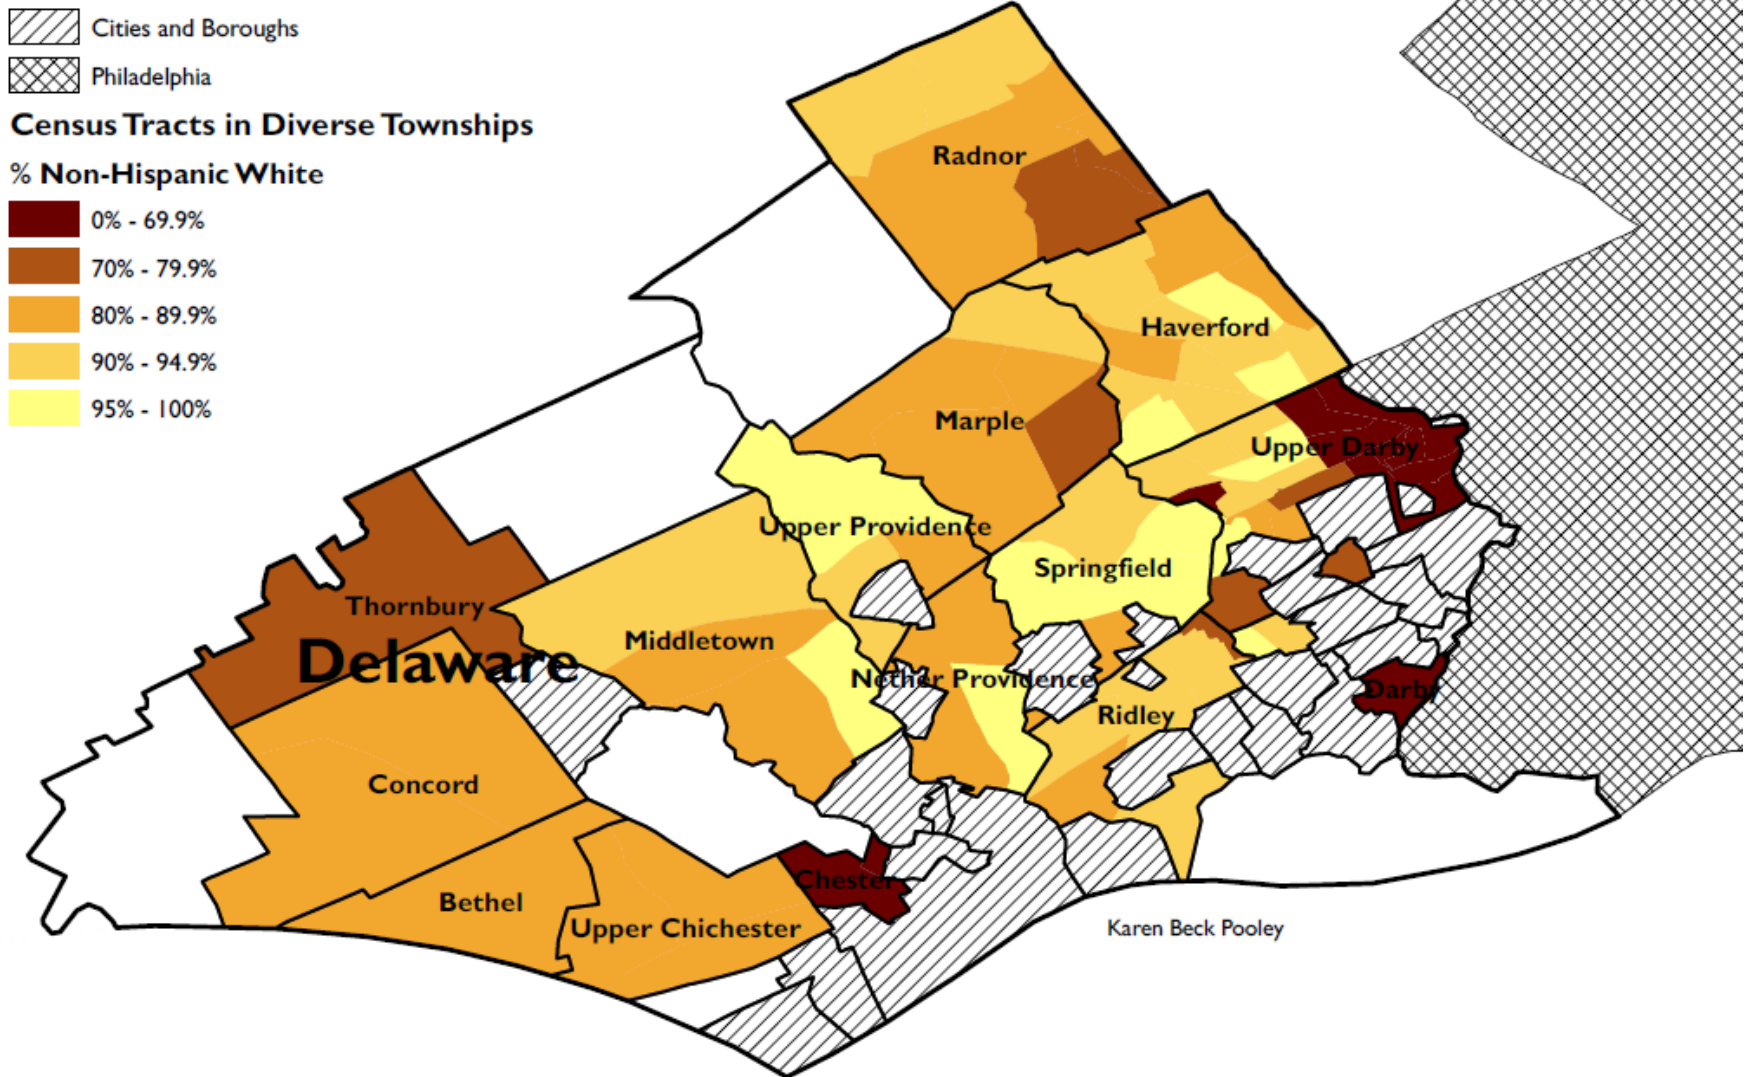 Cities and Boroughs
Philadelphia
Census Tracts in Diverse Townships
% Non-Hispanic White
0% - 69.9%
70% - 79.9%
80% - 89.9%
90% - 94.9%
95% - 100%
Radnor
Haverford
Marple
Upper Darby
Upper Providence
Springfield
Thornbury
Middletown
Delaware
Nether Providence
Darby
Ridley
Concord
Chester
Bethel
Upper Chichester
Karen Beck Pooley